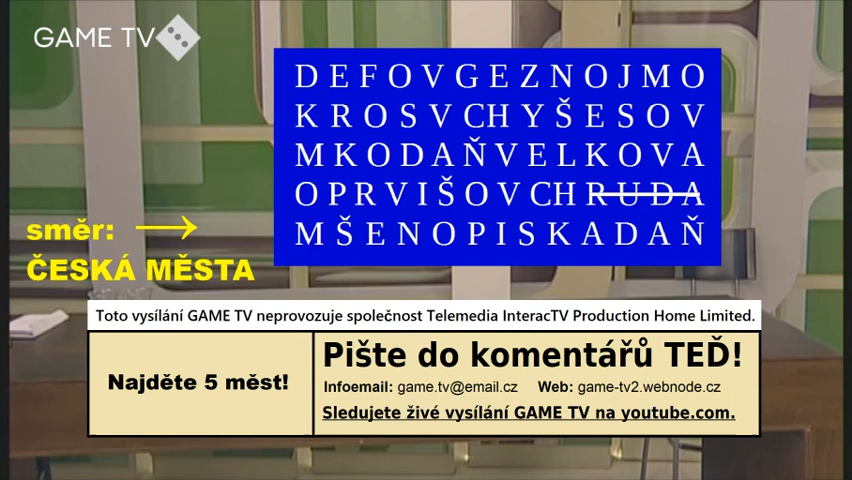 GAME TV
D E F O V G E Z N O J M O
K R O S V CH Y Š E S O V
M K O D A Ň V E L K O V A
O P R V I Š O V CH R U D A
M Š E N O P I S K A D A Ň
směr: →
ČESKÁ MĚSTA
Toto vysílání GAME TV neprovozuje společnost Telemedia InteracTV Production Home Limited.
Najděte 5 měst!
Pište do komentářů TEĎ!
Infoemail: game.tv@email.cz Web: game-tv2.webnode.cz
Sledujete živé vysílání GAME TV na youtube.com.